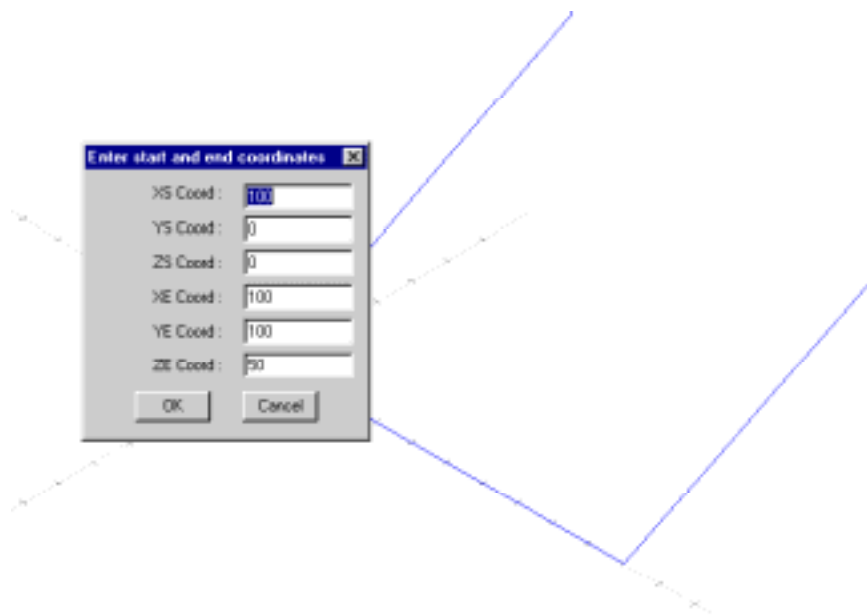 Enter start and end coordinates
XS Coord : 100
YS Coord : 0
ZS Coord : 0
XE Coord : 100
YE Coord : 100
ZE Coord : 50
OK Cancel